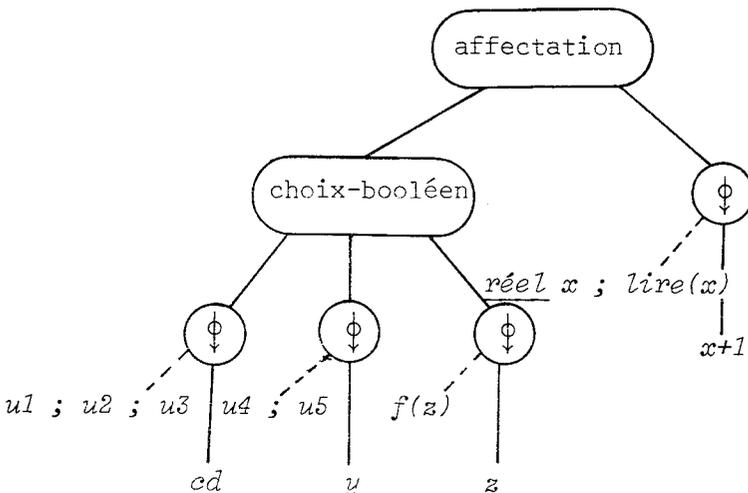 affectation
choix-booléen
réel x ; lire(x)
x+1
u1 ; u2 ; u3 u4 ; u5 f(z)
cd y z